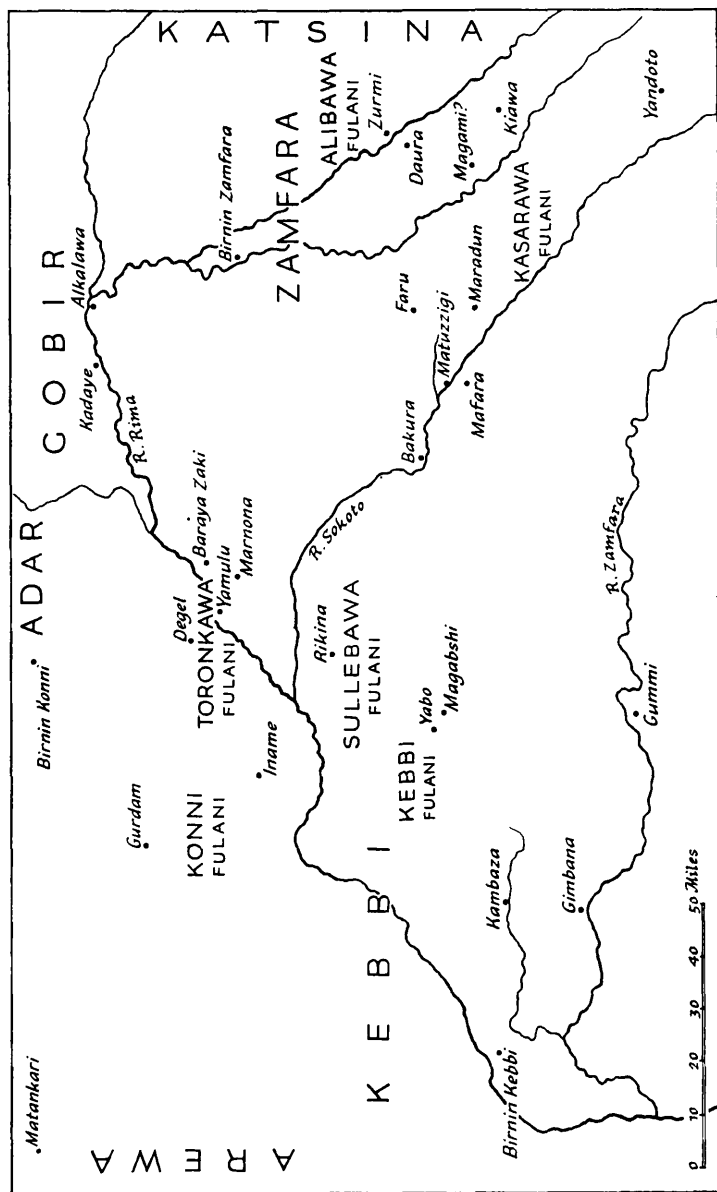 Matankari
Birnin Konni
ADAR
GOBIR
KATSINA
Kadaye
Alkalawa
R. Rima
Gurdam
Degel
Baraya Zaki
TORONKAWA
FULANI
Yamulu
Marnona
KONNI
FULANI
Iname
Birnin Zamfara
ZAMFARA
ALIBAWA
FULANI
Zurmi
AREWA
KEBBI
Rikina
R. Sokoto
SULLEBAWA
FULANI
Bakura
Faru
Matuzzigi
Daura
Magami?
KEBBI
FULANI
Yabo
Magabshi
Mafara
Maradun
Kiawa
KASARAWA
FULANI
Kambaza
Birnin Kebbi
Gimbana
Gummi
R. Zamfara
Yandoto
0 10 20 30 40 50 Miles